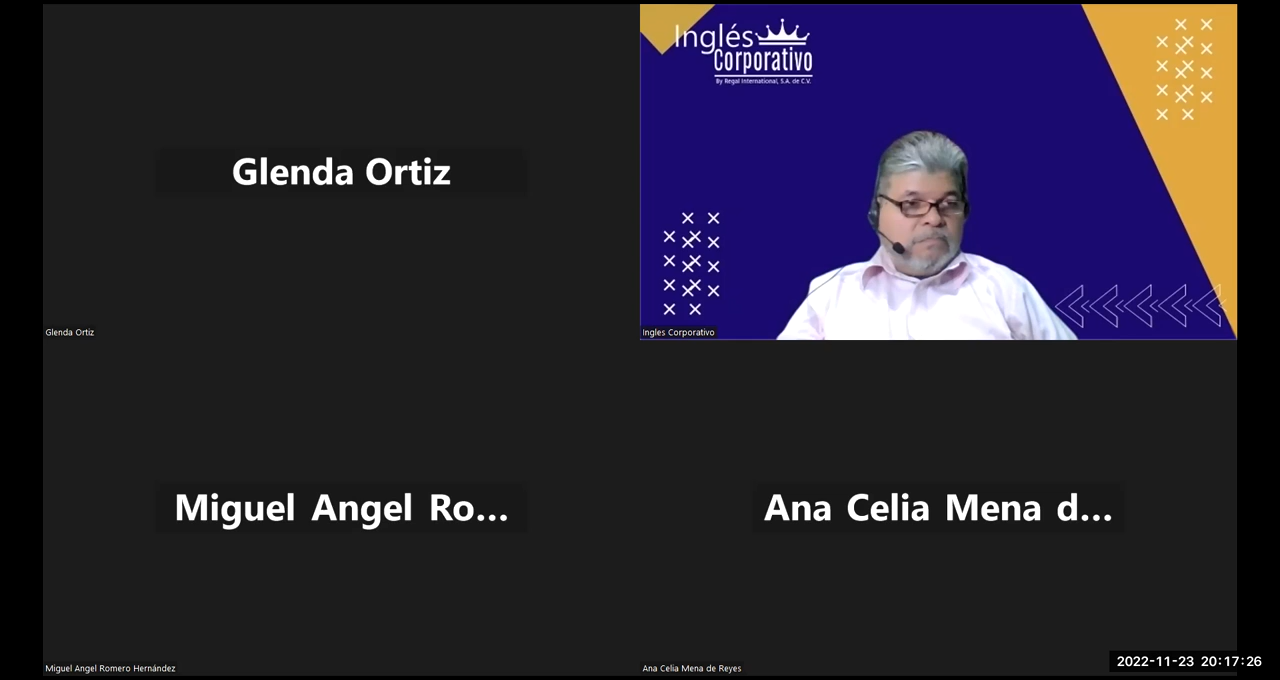 Glenda Ortiz
Glenda Ortiz
Inglés
Corporativo
By Regal International, S.A. de C.V.
Ingles Corporativo
Miguel Angel Ro...
Miguel Angel Romero Hernández
Ana Celia Mena d...
Ana Celia Mena de Reyes
2022-11-23 20:17:26